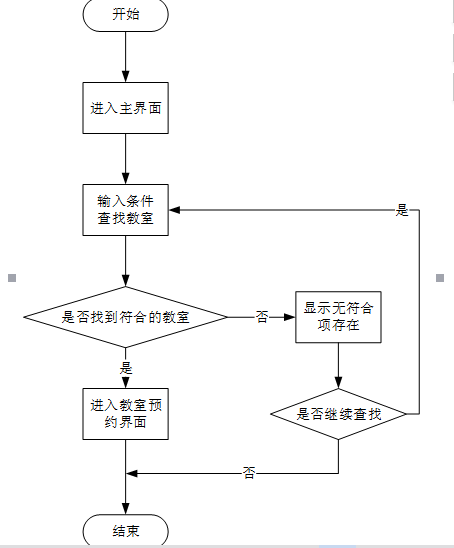 开始
进入主界面
输入条件
查找教室
是
是否找到符合的教室
否
显示无符合
项存在
是
进入教室预
约界面
是否继续查找
否
结束